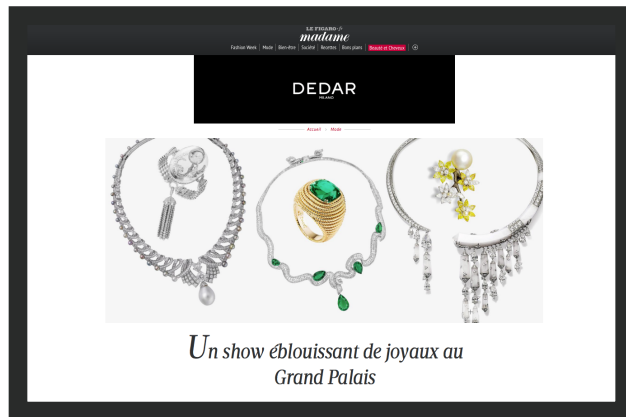 LE FIGARO·fr
madame
Fashion Week | Mode | Bien-être | Société | Recettes | Bons plans | Beauté et Cheveux
DEDAR
MILANO
Accueil / Mode
Un show éblouissant de joyaux au
Grand Palais